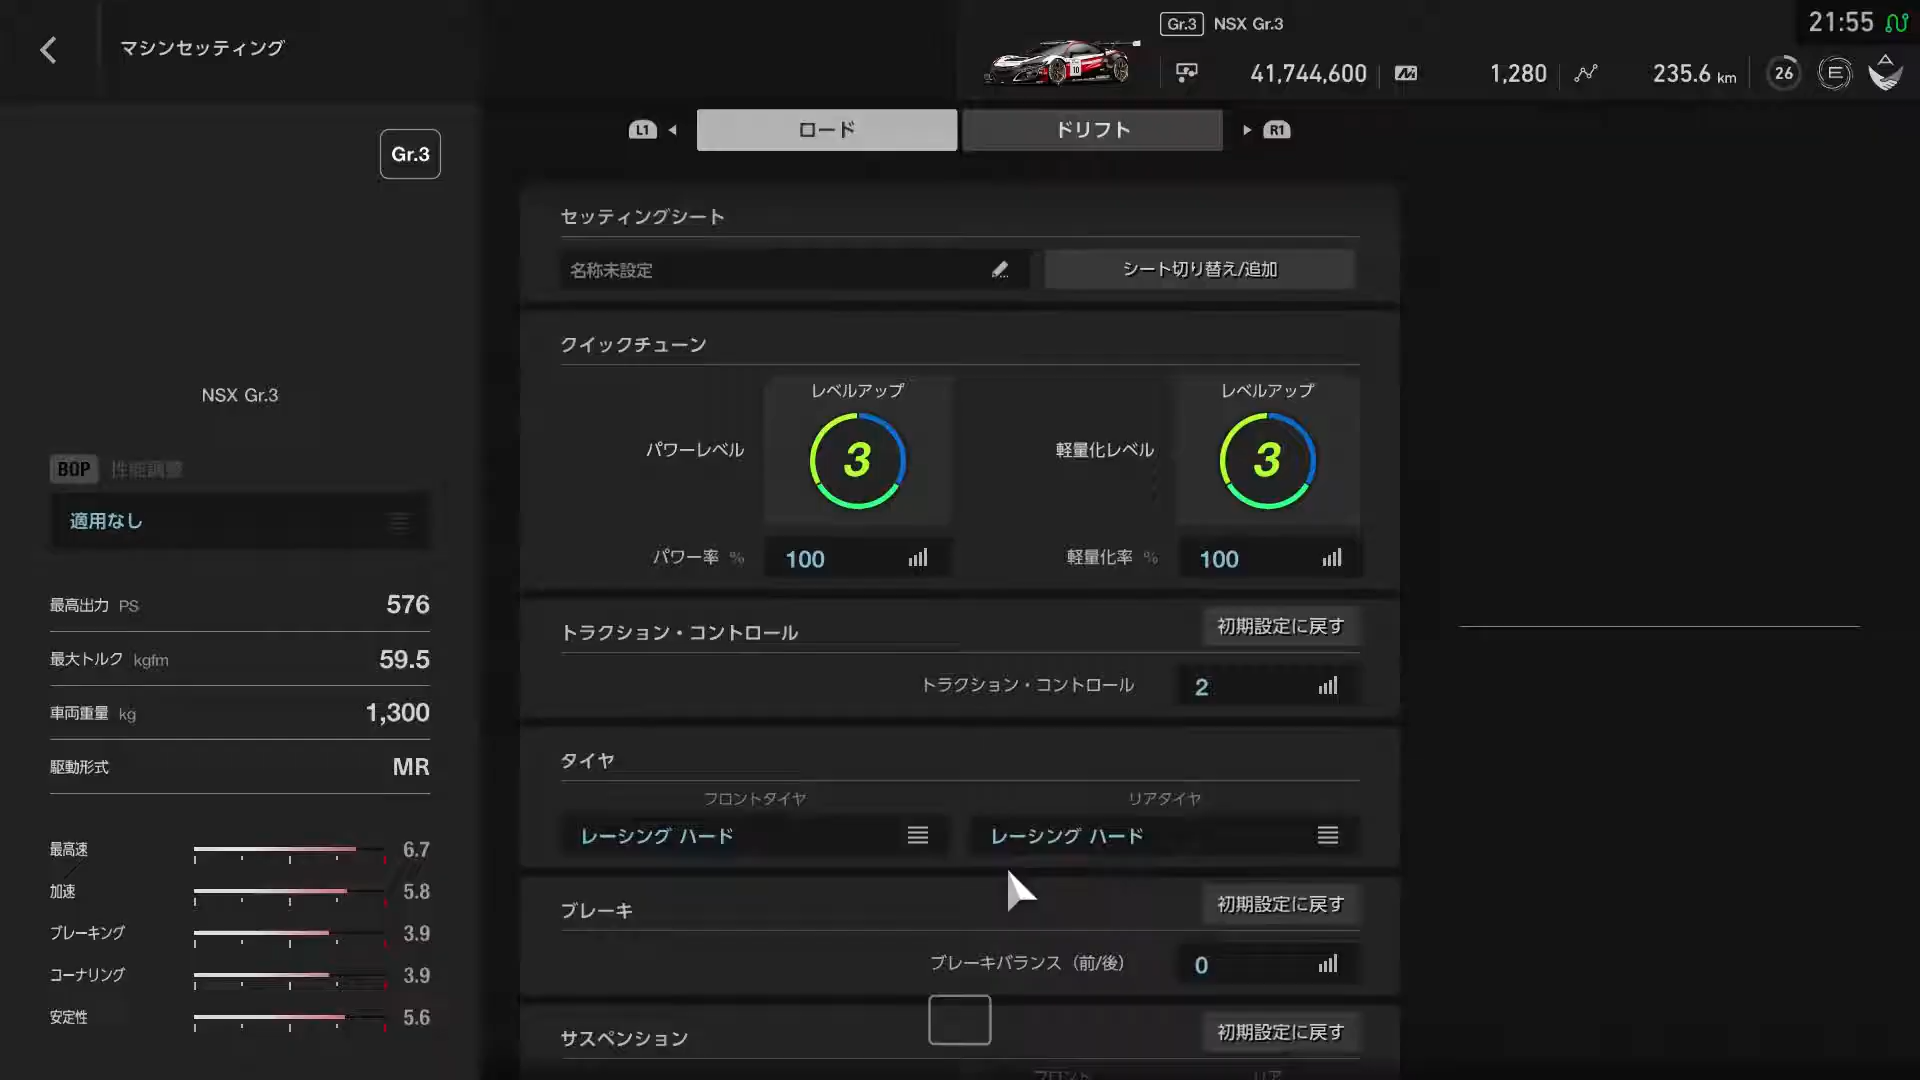 マシンセッティング
Gr.3 NSX Gr.3
21:55
41,744,600
1,280
235.6 km
26
E
L1 ロード ドリフト R1
Gr.3
NSX Gr.3
BOP 性能調整
適用なし
最高出力 PS 576
最大トルク kgfm 59.5
車両重量 kg 1,300
駆動形式 MR
最高速 6.7
加速 5.8
ブレーキング 3.9
コーナリング 3.9
安定性 5.6
セッティングシート
名称未設定 シート切り替え/追加
クイックチューン
レベルアップ レベルアップ
パワーレベル 3 軽量化レベル 3
パワー率 % 100 軽量化率 % 100
トラクション・コントロール 初期設定に戻す
トラクション・コントロール 2
タイヤ
フロントタイヤ リアタイヤ
レーシング ハード レーシング ハード
ブレーキ 初期設定に戻す
ブレーキバランス（前/後） 0
サスペンション 初期設定に戻す
フロント リア